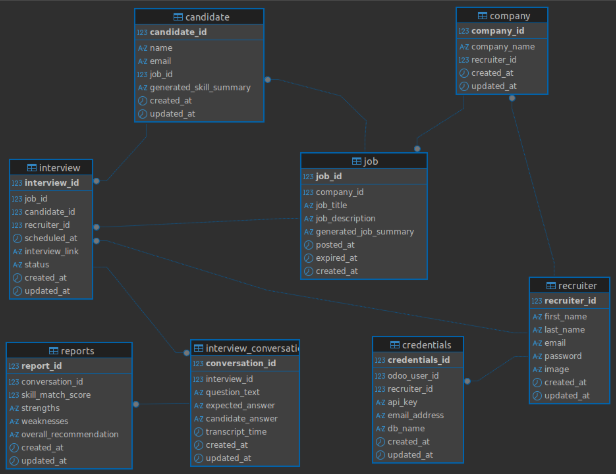 candidate
123 candidate_id
A-Z name
A-Z email
123 job_id
A-Z generated_skill_summary
created_at
updated_at
company
123 company_id
A-Z company_name
123 recruiter_id
created_at
updated_at
interview
123 interview_id
123 job_id
123 candidate_id
123 recruiter_id
scheduled_at
A-Z interview_link
A-Z status
created_at
updated_at
job
123 job_id
123 company_id
A-Z job_title
A-Z job_description
A-Z generated_job_summary
posted_at
expired_at
created_at
recruiter
123 recruiter_id
A-Z first_name
A-Z last_name
A-Z email
A-Z password
A-Z image
created_at
updated_at
reports
123 report_id
123 conversation_id
123 skill_match_score
A-Z strengths
A-Z weaknesses
A-Z overall_recommendation
created_at
updated_at
interview_conversatio
123 conversation_id
123 interview_id
A-Z question_text
A-Z expected_answer
A-Z candidate_answer
transcript_time
created_at
updated_at
credentials
123 credentials_id
123 odoo_user_id
123 recruiter_id
A-Z api_key
A-Z email_address
A-Z db_name
created_at
updated_at